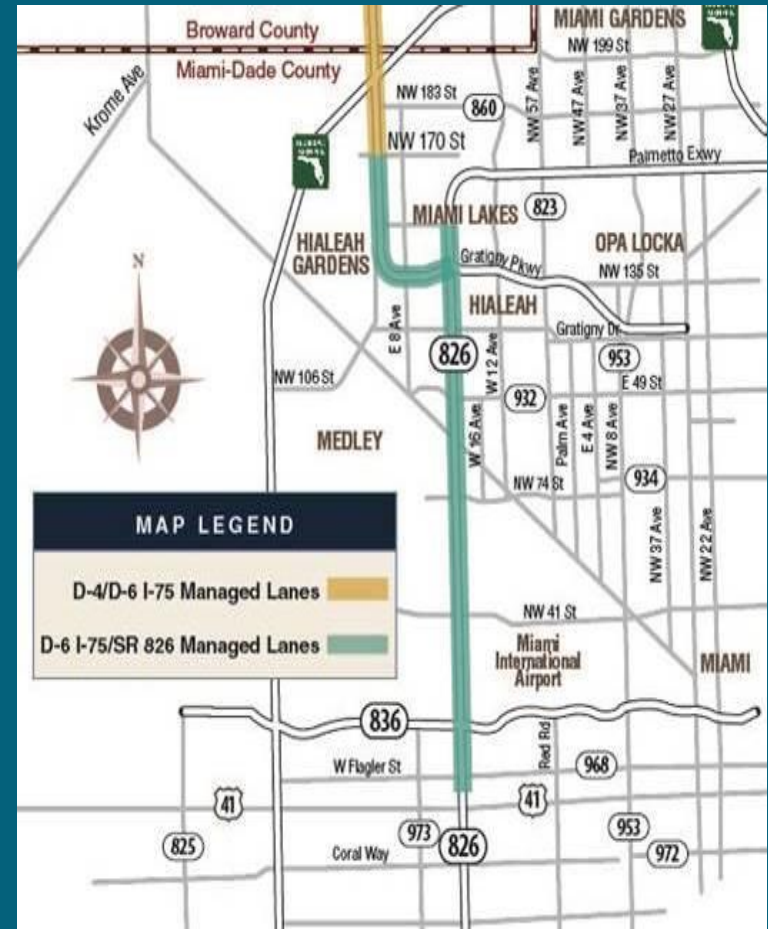 Broward County
Miami-Dade County
MIAMI GARDENS
NW 199 St
Krome Ave
NW 183 St
860
NW 57 Ave
NW 47 Ave
NW 37 Ave
NW 27 Ave
NW 170 St
Palmetto Exwy
MIAMI LAKES
823
HIALEAH
GARDENS
OPA LOCKA
Gratigny Pkwy
NW 135 St
N
HIALEAH
E 8 Ave
Gratigny Dr
826
W 12 Ave
953
NW 106 St
E 49 St
932
W 16 Ave
Palm Ave
E 4 Ave
NW 8 Ave
MEDLEY
NW 74 St
934
MAP LEGEND
NW 37 Ave
NW 22 Ave
D-4/D-6 I-75 Managed Lanes
D-6 I-75/SR 826 Managed Lanes
NW 41 St
Miami
International
Airport
MIAMI
836
Red Rd
W Flagler St
968
41
41
825
973
826
953
972
Coral Way